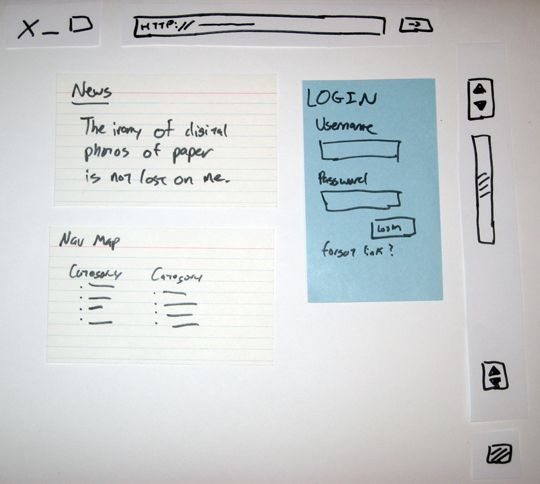 X _ □
HTTP://
News
The irony of digital
photos of paper
is not lost on me.
LOGIN
Username
Password
Login
forgot link?
Nav Map
Category Category